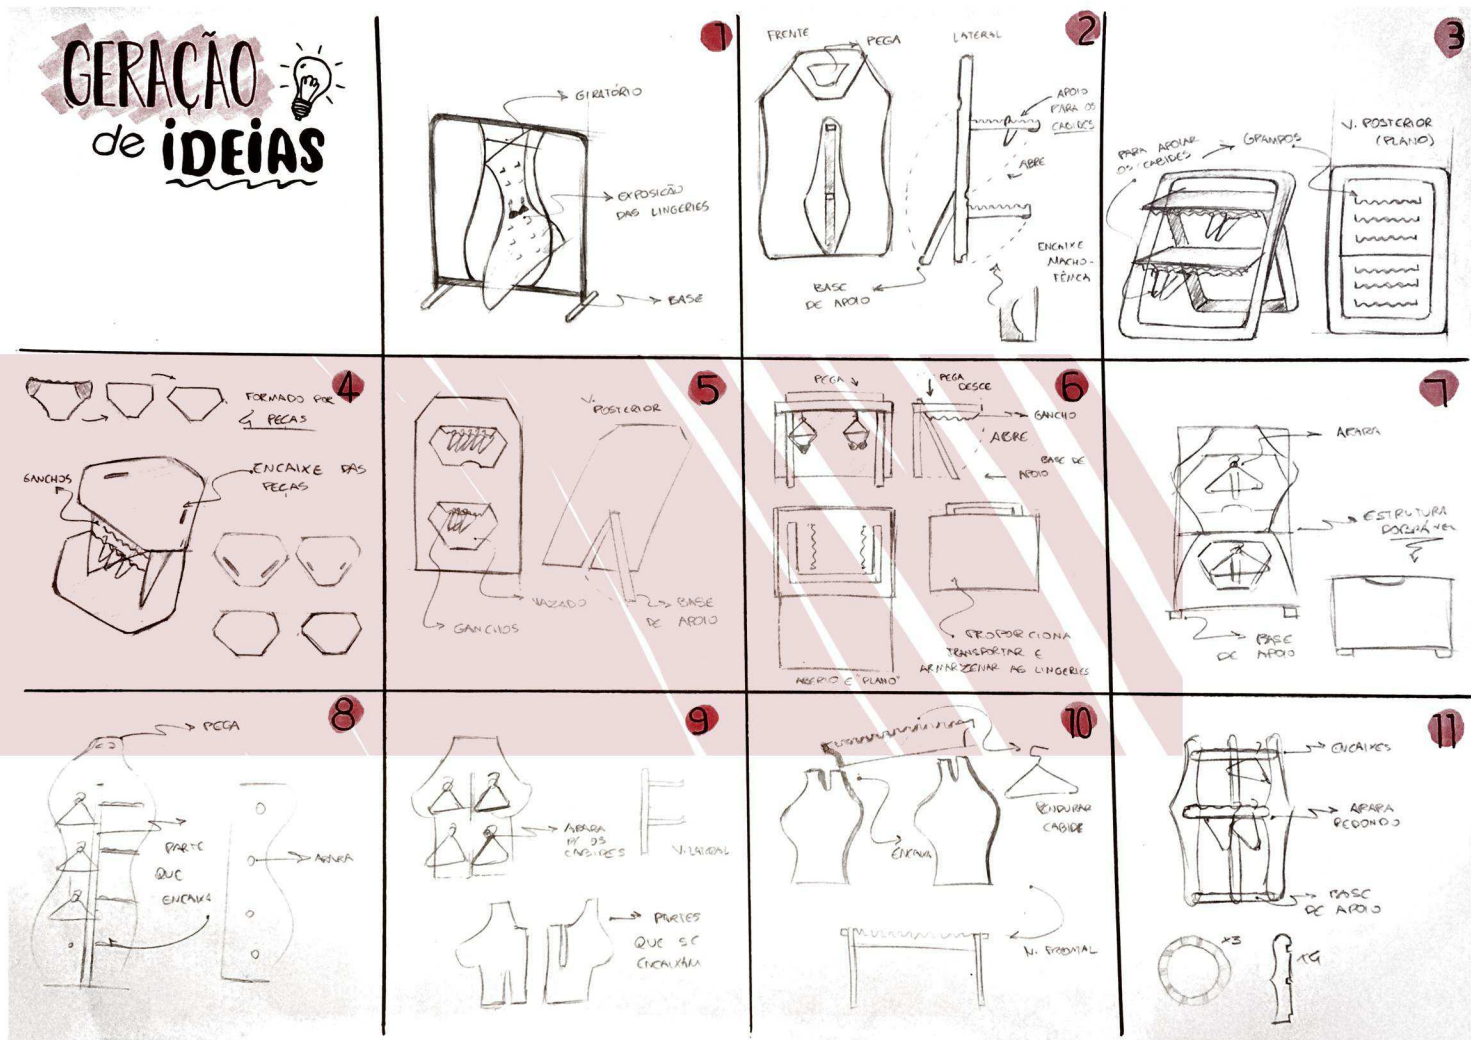 GERAÇÃO
de iDEiAS
1
GIRATÓRIO
EXPOSIÇÃO
DAS LINGERIES
BASE
2
FRENTE
PEGA
LATERAL
APOIO
PARA OS
CABIDES
ABRE
ENCAIXE
MACHO-
FÊMEA
BASE
DE APOIO
3
PARA APOIAR
OS CABIDES
GRAMPOS
V. POSTERIOR
(PLANO)
4
FORMADO POR
4 PEÇAS
GANCHOS
ENCAIXE DAS
PEÇAS
5
V.
POSTERIOR
VAZADO
GANCHOS
BASE
DE APOIO
6
PEGA
PEGA
DESCE
GANCHO
ABRE
BASE DE
APOIO
ABERTO E "PLANO"
PROPORCIONA
TRANSPORTAR E
ARMAZENAR AS LINGERIES
7
ARARA
ESTRUTURA
DOBRÁVEL
BASE
DE APOIO
8
PEGA
PARTE
QUE
ENCAIXA
ARARA
9
ARARA
P/ OS
CABIDES
V. LATERAL
PARTES
QUE SE
ENCAIXAM
10
PENDURAR
CABIDE
ENCAIXA
V. FRONTAL
11
ENCAIXES
ARARA
REDONDO
BASE
DE APOIO
x3
x4